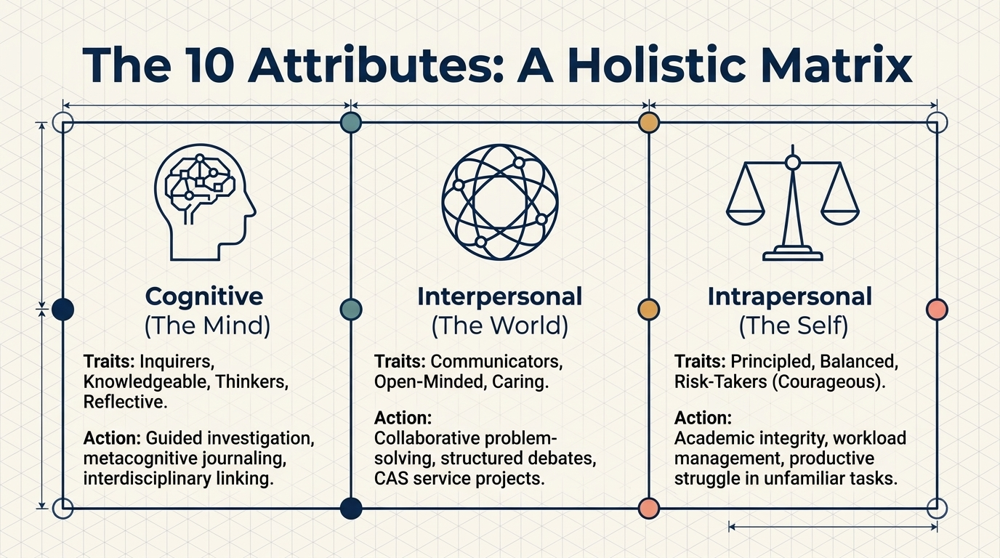 The 10 Attributes: A Holistic Matrix
Cognitive
(The Mind)
Traits: Inquirers,
Knowledgeable, Thinkers,
Reflective.
Action: Guided investigation,
metacognitive journaling,
interdisciplinary linking.
Interpersonal
(The World)
Traits: Communicators,
Open-Minded, Caring.
Action:
Collaborative problem-
solving, structured debates,
CAS service projects.
Intrapersonal
(The Self)
Traits: Principled, Balanced,
Risk-Takers (Courageous).
Action:
Academic integrity, workload
management, productive
struggle in unfamiliar tasks.